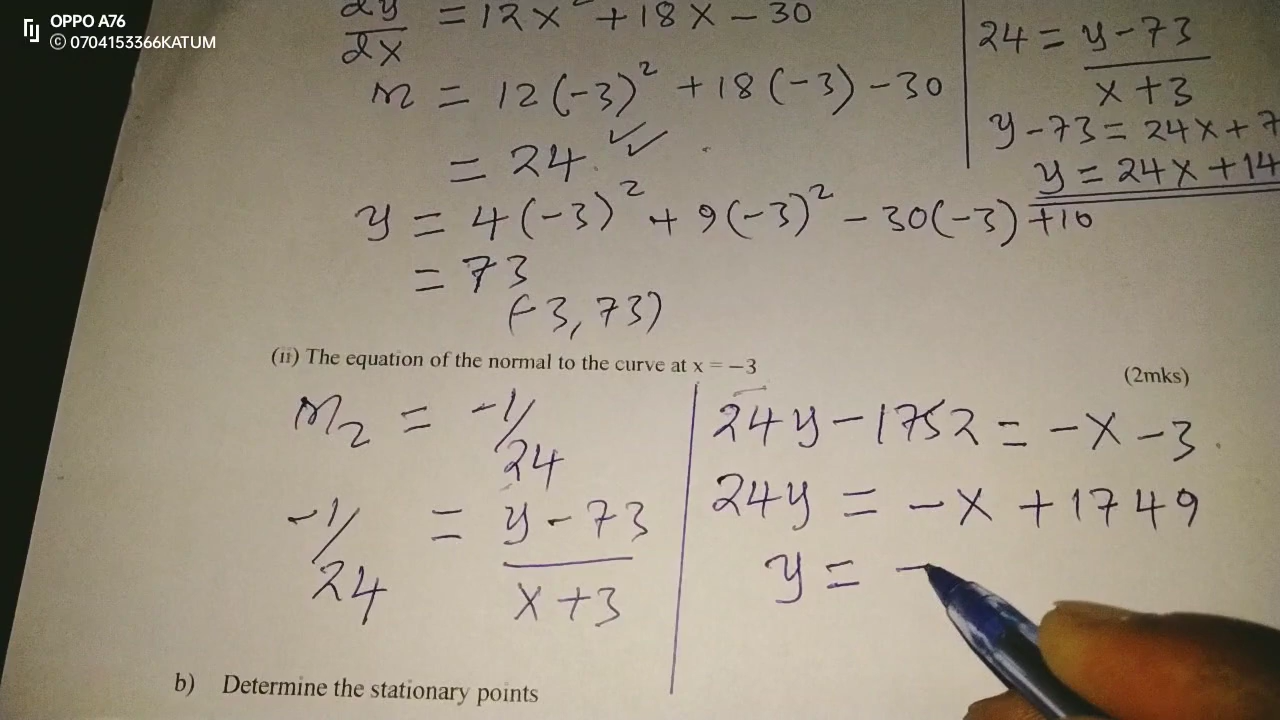 OPPO A76
© 0704153366KATUM
dy/dx = 12x² + 18x - 30
m = 12(-3)² + 18(-3) - 30
= 24 ✓✓
y = 4(-3)² + 9(-3)² - 30(-3) + 10
= 73
(-3, 73)
24 = y - 73 / x + 3
y - 73 = 24x + 7
y = 24x + 14
(ii) The equation of the normal to the curve at x = -3 (2mks)
m₂ = -1/24
-1/24 = y - 73 / x + 3
24y - 1752 = -x - 3
24y = -x + 1749
y = -
b) Determine the stationary points